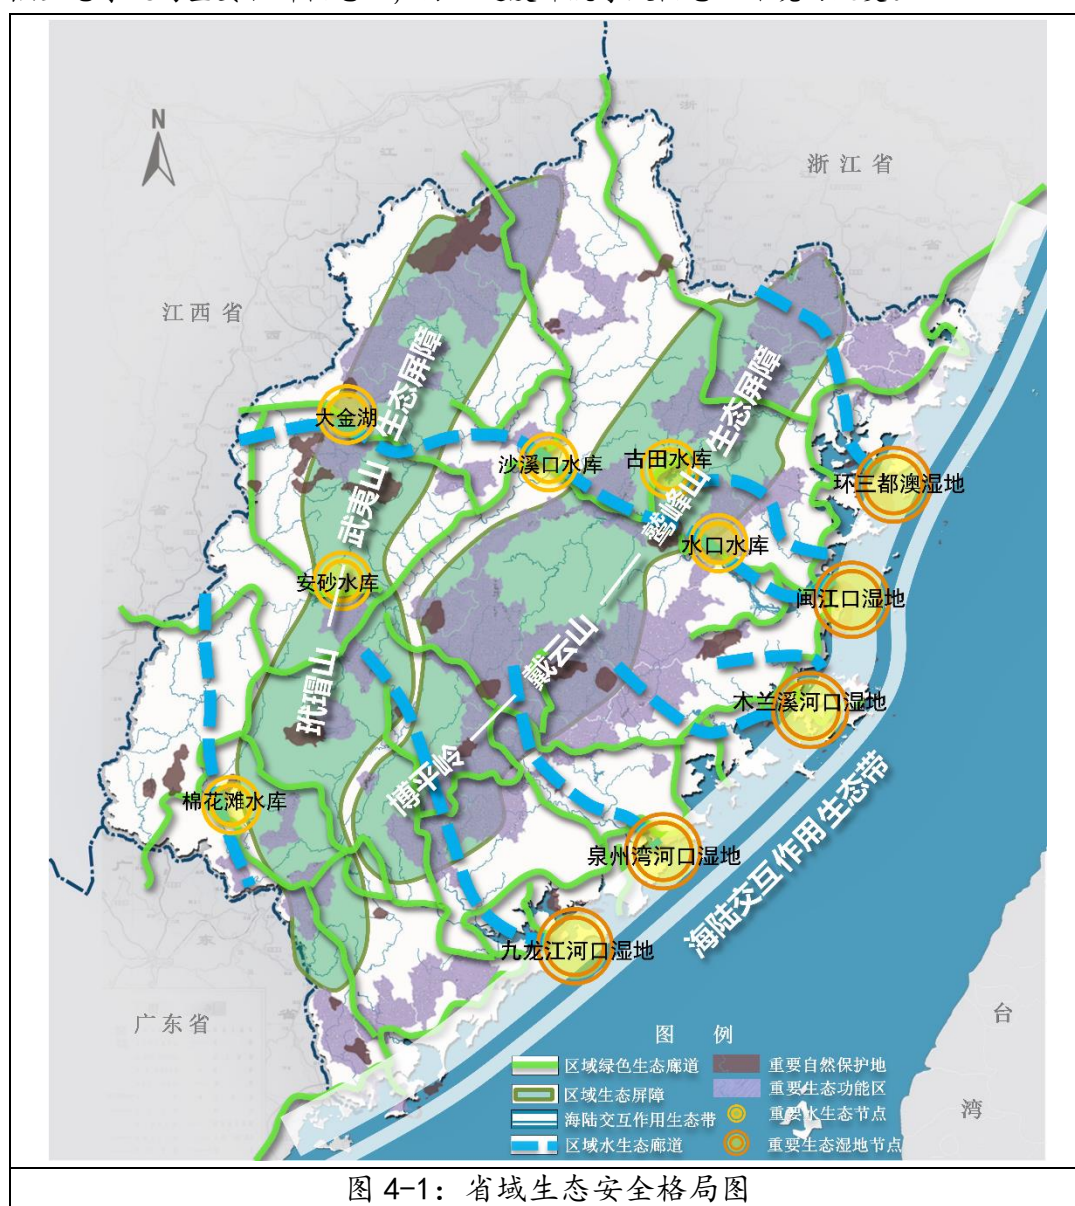 N
浙江省
江西省
大金湖
沙溪口水库
古田水库
环三都澳湿地
水口水库
安砂水库
闽江口湿地
木兰溪河口湿地
棉花滩水库
泉州湾河口湿地
九龙江河口湿地
玳瑁山 — 武夷山 生态屏障
博平岭 — 戴云山 — 鹫峰山 生态屏障
海陆交互作用生态带
广东省
台
湾
图 例
区域绿色生态廊道
重要自然保护地
区域生态屏障
重要生态功能区
海陆交互作用生态带
重要水生态节点
区域水生态廊道
重要生态湿地节点
图 4-1：省域生态安全格局图